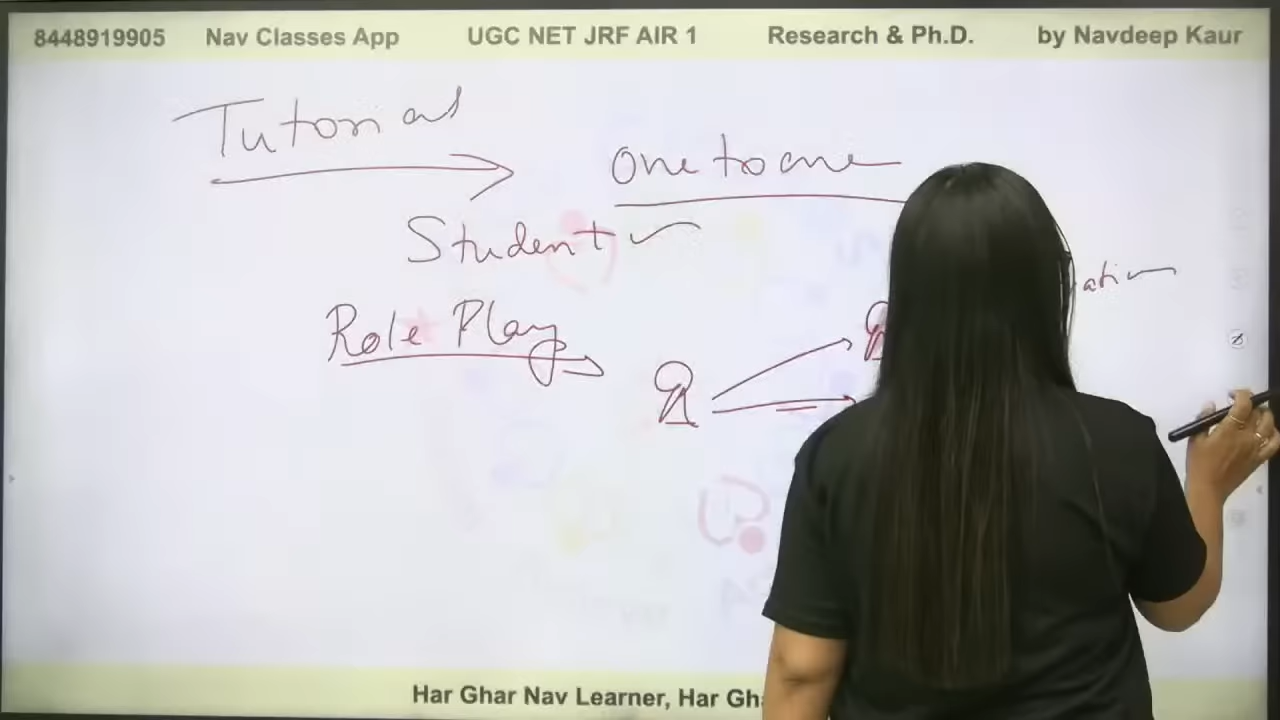 8448919905 Nav Classes App UGC NET JRF AIR 1 Research & Ph.D. by Navdeep Kaur
Tutorial
One to one
Student
ation
Role Play
Har Ghar Nav Learner, Har Gh